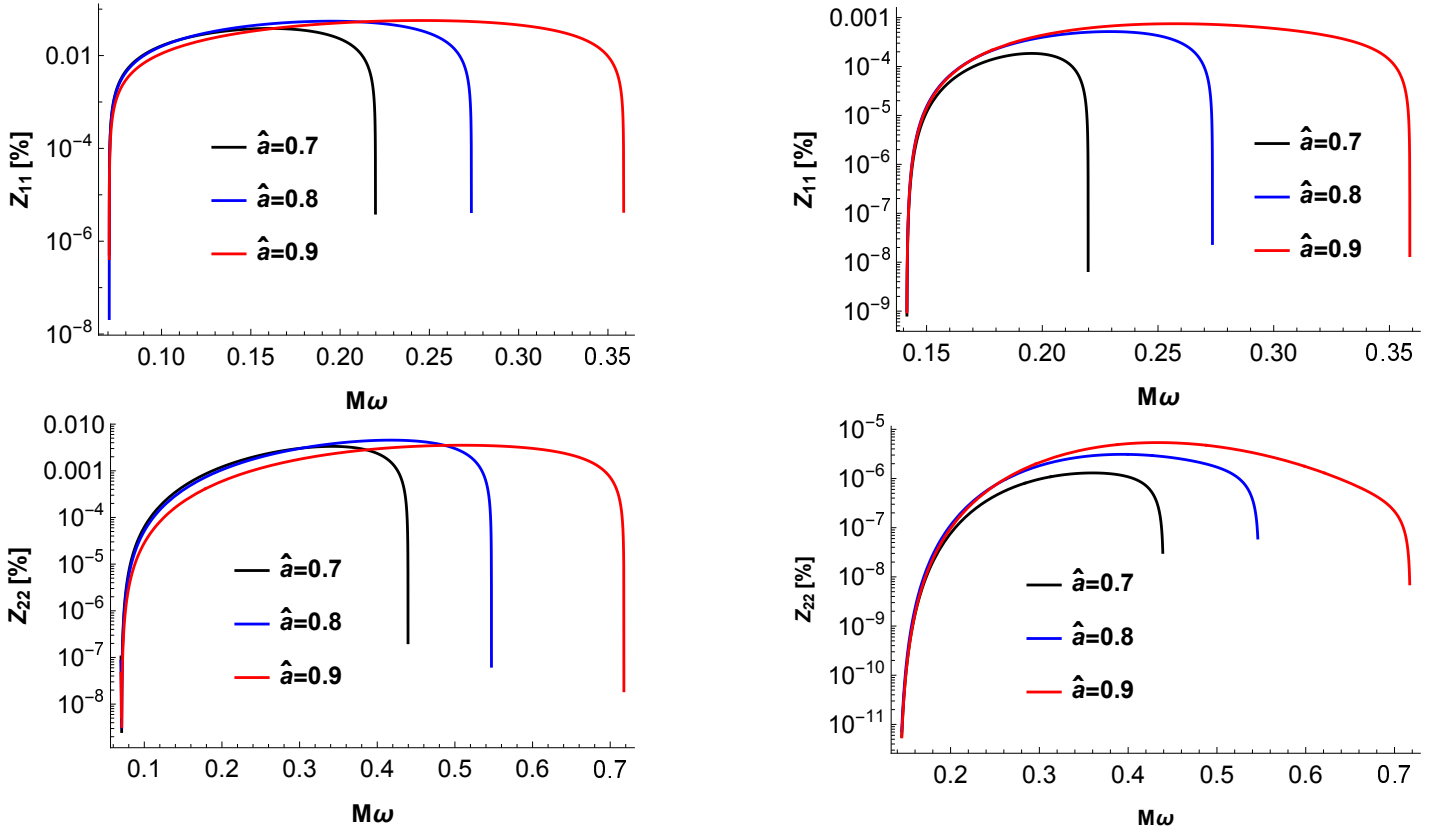 Z₁₁ [%]
0.01
10⁻⁴
10⁻⁶
10⁻⁸
â=0.7
â=0.8
â=0.9
0.10 0.15 0.20 0.25 0.30 0.35
Mω
Z₁₁ [%]
0.001
10⁻⁴
10⁻⁵
10⁻⁶
10⁻⁷
10⁻⁸
10⁻⁹
â=0.7
â=0.8
â=0.9
0.15 0.20 0.25 0.30 0.35
Mω
Z₂₂ [%]
0.010
0.001
10⁻⁴
10⁻⁵
10⁻⁶
10⁻⁷
10⁻⁸
â=0.7
â=0.8
â=0.9
0.1 0.2 0.3 0.4 0.5 0.6 0.7
Mω
Z₂₂ [%]
10⁻⁵
10⁻⁶
10⁻⁷
10⁻⁸
10⁻⁹
10⁻¹⁰
10⁻¹¹
â=0.7
â=0.8
â=0.9
0.2 0.3 0.4 0.5 0.6 0.7
Mω